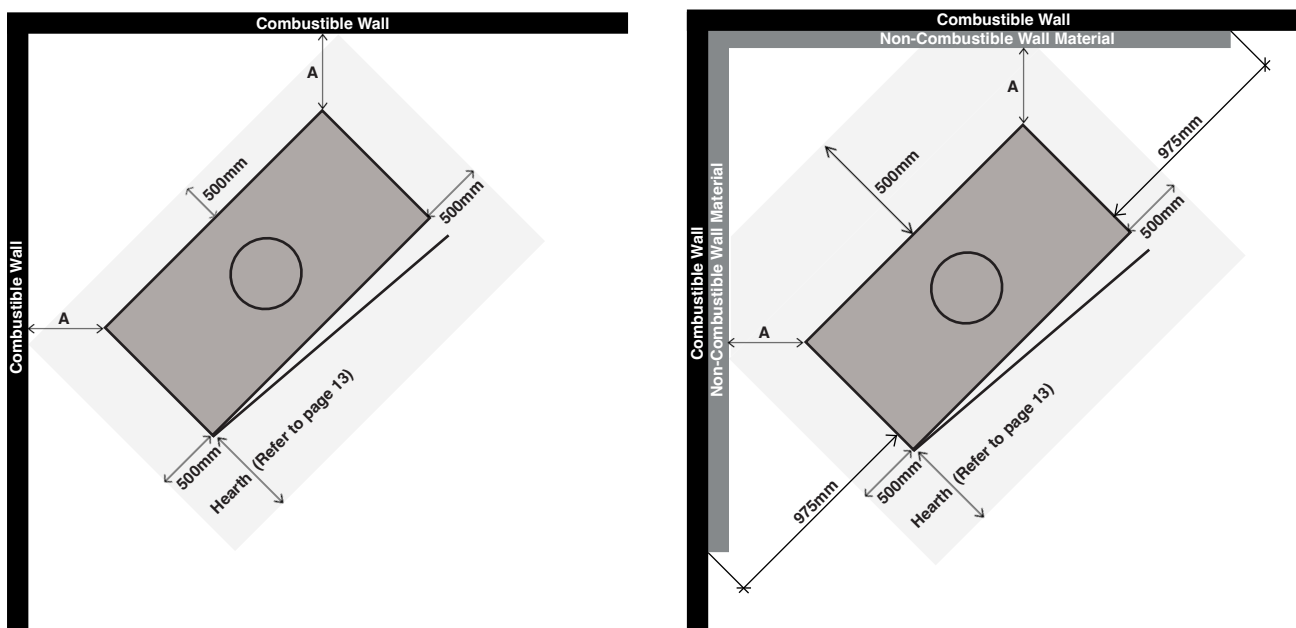 Combustible Wall
A
500mm
500mm
Combustible Wall
A
500mm
Hearth (Refer to page 13)
Combustible Wall
Non-Combustible Wall Material
A
975mm
500mm
500mm
Combustible Wall
Non-Combustible Wall Material
A
500mm
Hearth (Refer to page 13)
975mm